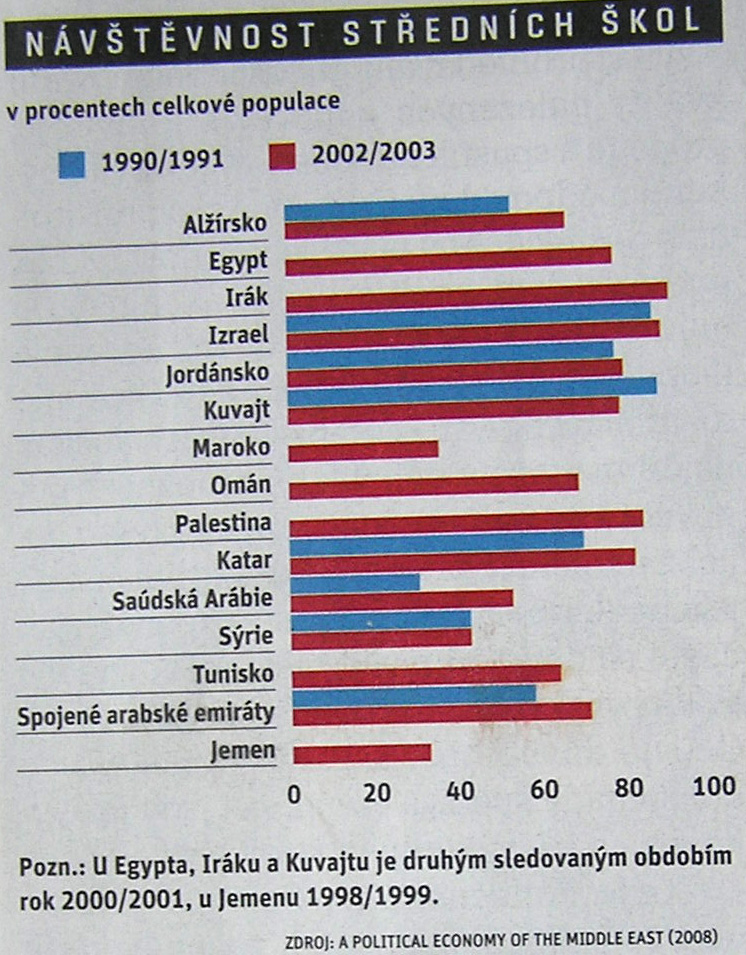 NÁVŠTĚVNOST STŘEDNÍCH ŠKOL
v procentech celkové populace
1990/1991 2002/2003
Alžírsko
Egypt
Irák
Izrael
Jordánsko
Kuvajt
Maroko
Omán
Palestina
Katar
Saúdská Arábie
Sýrie
Tunisko
Spojené arabské emiráty
Jemen
0 20 40 60 80 100
Pozn.: U Egypta, Iráku a Kuvajtu je druhým sledovaným obdobím
rok 2000/2001, u Jemenu 1998/1999.
ZDROJ: A POLITICAL ECONOMY OF THE MIDDLE EAST (2008)